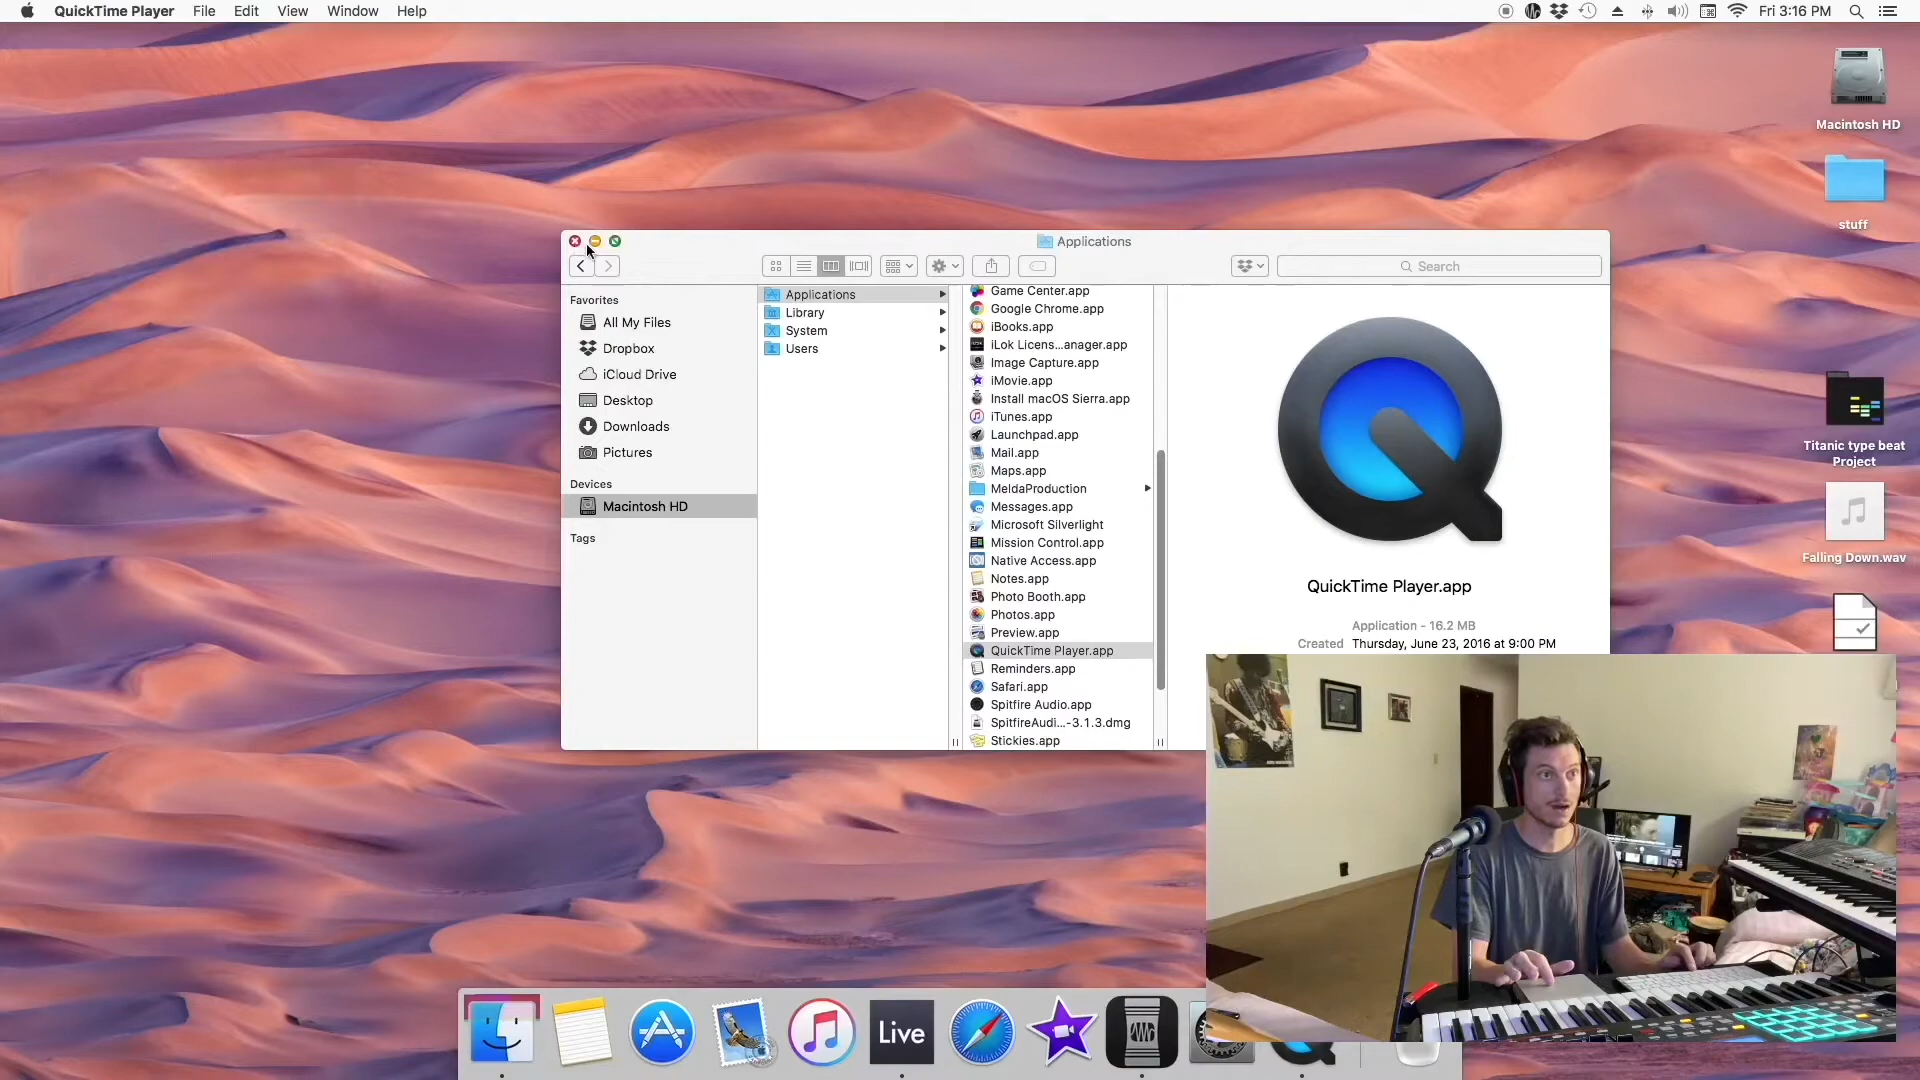 QuickTime Player File Edit View Window Help
Fri 3:16 PM
Macintosh HD
stuff
Titanic type beat
Project
Falling Down.wav
Applications
Search
Favorites
All My Files
Dropbox
iCloud Drive
Desktop
Downloads
Pictures
Devices
Macintosh HD
Tags
Applications
Library
System
Users
Game Center.app
Google Chrome.app
iBooks.app
iLok Licens...anager.app
Image Capture.app
iMovie.app
Install macOS Sierra.app
iTunes.app
Launchpad.app
Mail.app
Maps.app
MeldaProduction
Messages.app
Microsoft Silverlight
Mission Control.app
Native Access.app
Notes.app
Photo Booth.app
Photos.app
Preview.app
QuickTime Player.app
Reminders.app
Safari.app
Spitfire Audio.app
SpitfireAudi...-3.1.3.dmg
Stickies.app
QuickTime Player.app
Application - 16.2 MB
Created Thursday, June 23, 2016 at 9:00 PM
Live